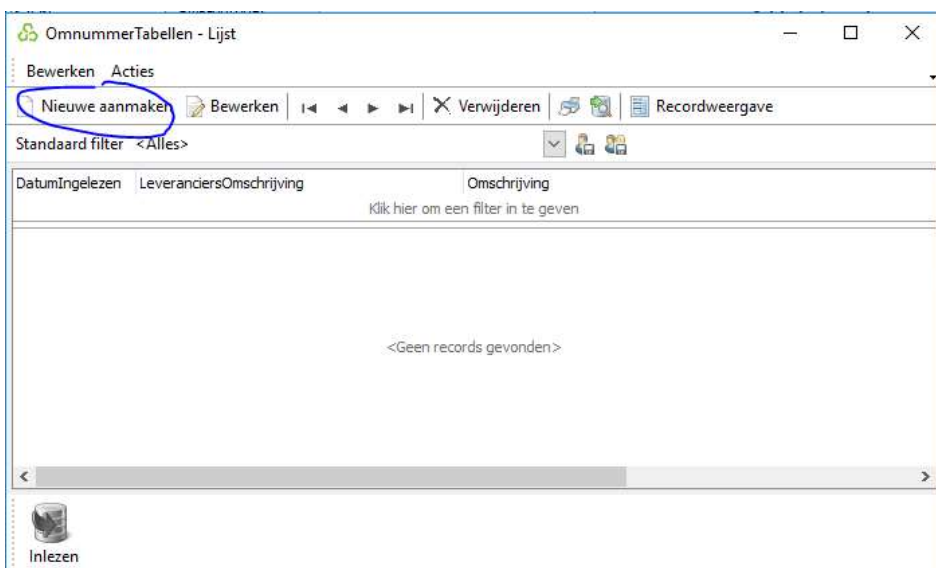 OmnummerTabellen - Lijst
Bewerken Acties
Nieuwe aanmaken Bewerken Verwijderen Recordweergave
Standaard filter <Alles>
DatumIngelezen LeveranciersOmschrijving Omschrijving
Klik hier om een filter in te geven
<Geen records gevonden>
Inlezen